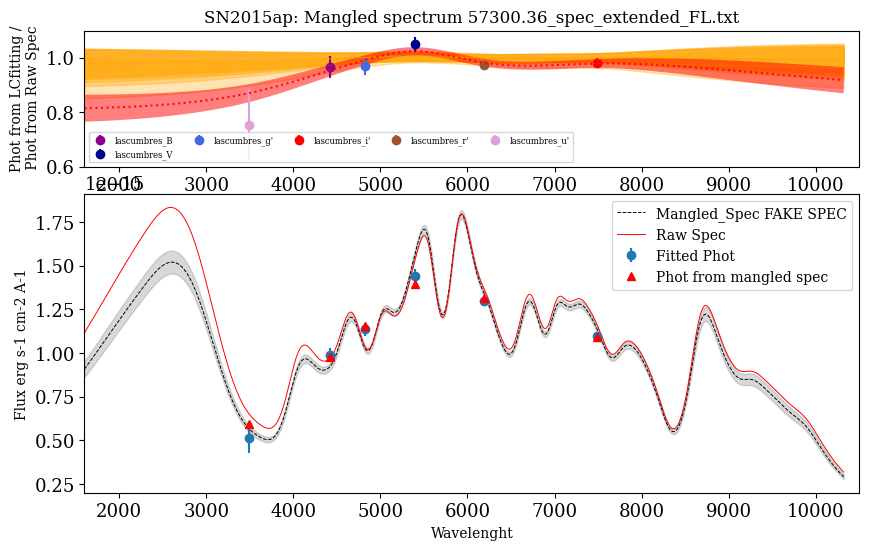 SN2015ap: Mangled spectrum 57300.36_spec_extended_FL.txt
Phot from LCfitting /
Phot from Raw Spec
1.0
0.8
0.6
lascumbres_B
lascumbres_V
lascumbres_g'
lascumbres_i'
lascumbres_r'
lascumbres_u'
2000 3000 4000 5000 6000 7000 8000 9000 10000
1e−15
Flux erg s-1 cm-2 A-1
1.75
1.50
1.25
1.00
0.75
0.50
0.25
Mangled_Spec FAKE SPEC
Raw Spec
Fitted Phot
Phot from mangled spec
2000 3000 4000 5000 6000 7000 8000 9000 10000
Wavelenght